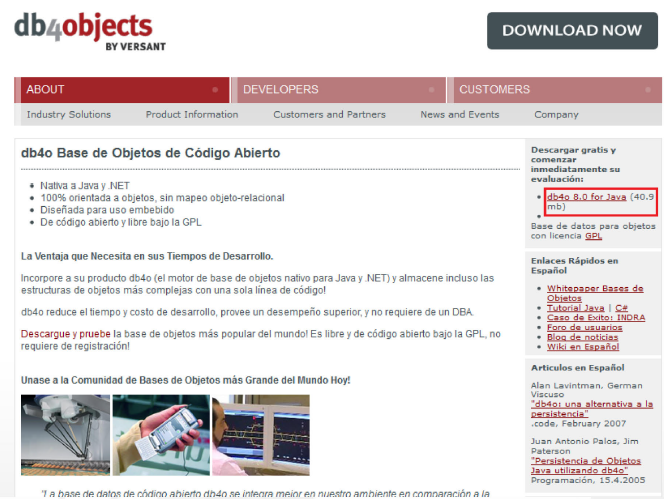 db4objects
BY VERSANT
DOWNLOAD NOW
ABOUT
DEVELOPERS
CUSTOMERS
Industry Solutions
Product Information
Customers and Partners
News and Events
Company
db4o Base de Objetos de Código Abierto
Nativa a Java y .NET
100% orientada a objetos, sin mapeo objeto-relacional
Diseñada para uso embebido
De código abierto y libre bajo la GPL
La Ventaja que Necesita en sus Tiempos de Desarrollo.
Incorpore a su producto db4o (el motor de base de objetos nativo para Java y .NET) y almacene incluso las
estructuras de objetos más complejas con una sola línea de código!
db4o reduce el tiempo y costo de desarrollo, provee un desempeño superior, y no requiere de un DBA.
Descargue y pruebe la base de objetos más popular del mundo! Es libre y de código abierto bajo la GPL, no
requiere de registración!
Unase a la Comunidad de Bases de Objetos más Grande del Mundo Hoy!
"La base de datos de código abierto db4o se integra mejor en nuestro ambiente en comparación a la
Descargar gratis y
comenzar
inmediatamente su
evaluación:
db4o 8.0 for Java (40.9
mb)
Base de datos para objetos
con licencia GPL
Enlaces Rápidos en
Español
Whitepaper Bases de
Objetos
Tutorial Java | C#
Caso de Exito: INDRA
Foro de usuarios
Blog de noticias
Wiki en Español
Articulos en Español
Alan Lavintman, German
Viscuso
"db4o: una alternativa a la
persistencia"
.code, February 2007
Juan Antonio Palos, Jim
Paterson
"Persistencia de Objetos
Java utilizando db4o"
Programación, 15.4.2005